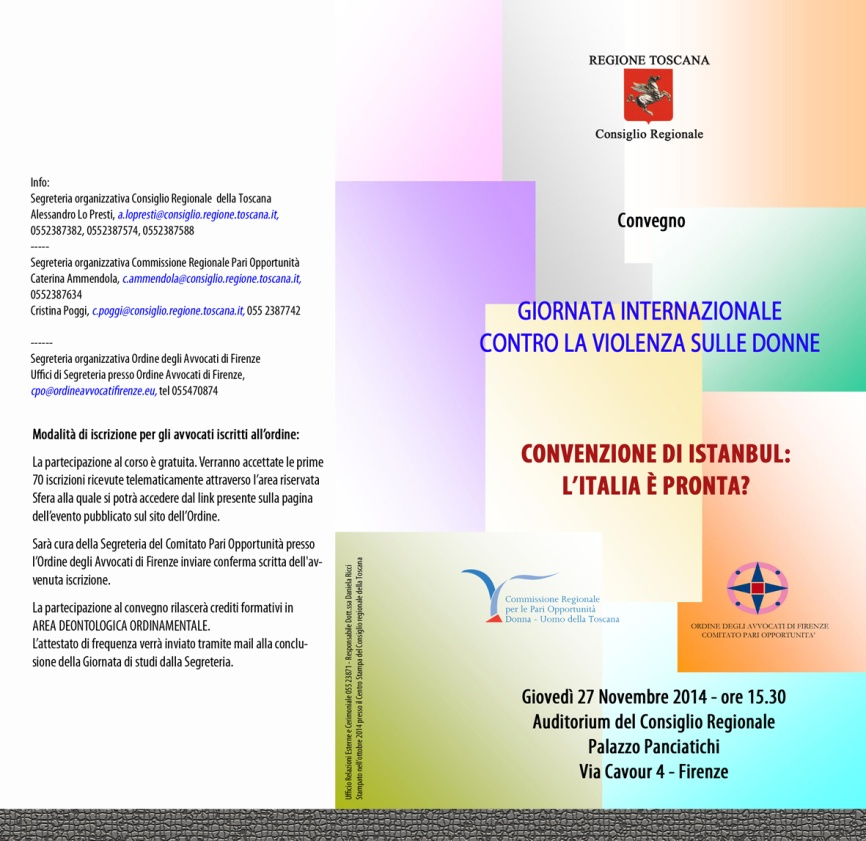 Info:
Segreteria organizzativa Consiglio Regionale della Toscana
Alessandro Lo Presti, a.lopresti@consiglio.regione.toscana.it,
0552387382, 0552387574, 0552387588
-----
Segreteria organizzativa Commissione Regionale Pari Opportunità
Caterina Ammendola, c.ammendola@consiglio.regione.toscana.it,
0552387634
Cristina Poggi, c.poggi@consiglio.regione.toscana.it, 055 2387742
------
Segreteria organizzativa Ordine degli Avvocati di Firenze
Uffici di Segreteria presso Ordine Avvocati di Firenze,
cpo@ordineavvocatifirenze.eu, tel 055470874
Modalità di iscrizione per gli avvocati iscritti all'ordine:
La partecipazione al corso è gratuita. Verranno accettate le prime
70 iscrizioni ricevute telematicamente attraverso l'area riservata
Sfera alla quale si potrà accedere dal link presente sulla pagina
dell'evento pubblicato sul sito dell'Ordine.
Sarà cura della Segreteria del Comitato Pari Opportunità presso
l'Ordine degli Avvocati di Firenze inviare conferma scritta dell'av-
venuta iscrizione.
La partecipazione al convegno rilascerà crediti formativi in
AREA DEONTOLOGICA ORDINAMENTALE.
L'attestato di frequenza verrà inviato tramite mail alla conclu-
sione della Giornata di studi dalla Segreteria.
Ufficio Relazioni Esterne e Cerimoniale 055 23871 - Responsabile Dott.ssa Daniela Ricci
Stampato nell'ottobre 2014 presso il Centro Stampa del Consiglio regionale della Toscana
REGIONE TOSCANA
Consiglio Regionale
Convegno
GIORNATA INTERNAZIONALE
CONTRO LA VIOLENZA SULLE DONNE
CONVENZIONE DI ISTANBUL:
L'ITALIA È PRONTA?
Commissione Regionale
per le Pari Opportunità
Donna - Uomo della Toscana
ORDINE DEGLI AVVOCATI DI FIRENZE
COMITATO PARI OPPORTUNITA'
Giovedì 27 Novembre 2014 - ore 15.30
Auditorium del Consiglio Regionale
Palazzo Panciatichi
Via Cavour 4 - Firenze